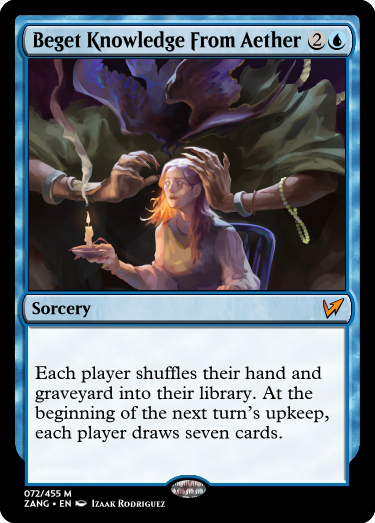 Beget Knowledge From Aether 2
Sorcery
Each player shuffles their hand and
graveyard into their library. At the
beginning of the next turn's upkeep,
each player draws seven cards.
072/455 M
ZANG • EN Izaak Rodriguez